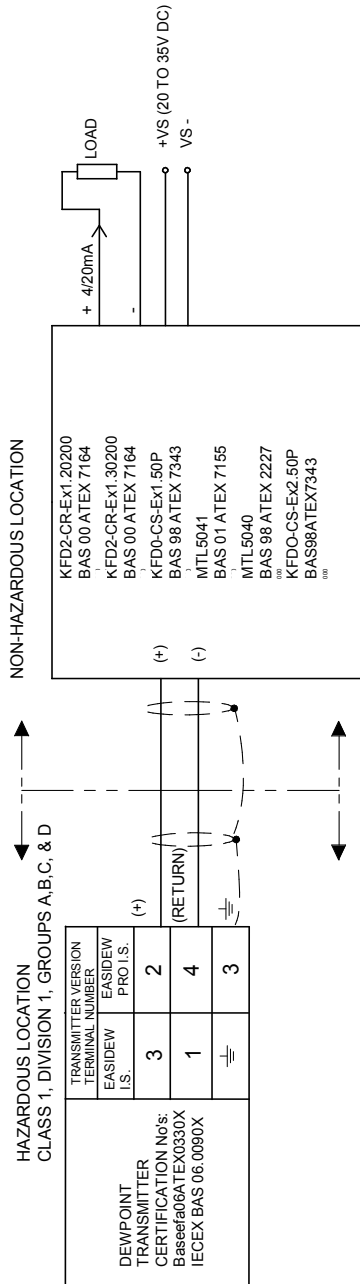 HAZARDOUS LOCATION
CLASS 1, DIVISION 1, GROUPS A,B,C, & D
NON-HAZARDOUS LOCATION
DEWPOINT
TRANSMITTER
CERTIFICATION No's:
Baseefa06ATEX0330X
IECEX BAS 06.0090X
TRANSMITTER VERSION
TERMINAL NUMBER
EASIDEW
I.S.
EASIDEW
PRO I.S.
3
2
(+)
1
4
(RETURN)
3
(+)
(-)
KFD2-CR-Ex1.20200
BAS 00 ATEX 7164
KFD2-CR-Ex1.30200
BAS 00 ATEX 7164
KFD0-CS-Ex1.50P
BAS 98 ATEX 7343
MTL5041
BAS 01 ATEX 7155
MTL5040
BAS 98 ATEX 2227
KFDO-CS-Ex2.50P
BAS98ATEX7343
+ 4/20mA
-
LOAD
+VS (20 TO 35V DC)
VS -